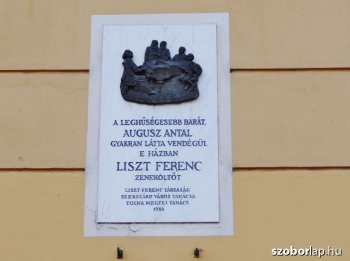 A LEGHŰSÉGESEBB BARÁT,
AUGUSZ ANTAL
GYAKRAN LÁTTA VENDÉGÜL
E HÁZBAN
LISZT FERENC
ZENEKÖLTŐT
LISZT FERENC TÁRSASÁG
SZEKSZÁRD VÁROS TANÁCSA
TOLNA MEGYEI TANÁCS
1986
szoborlap.hu